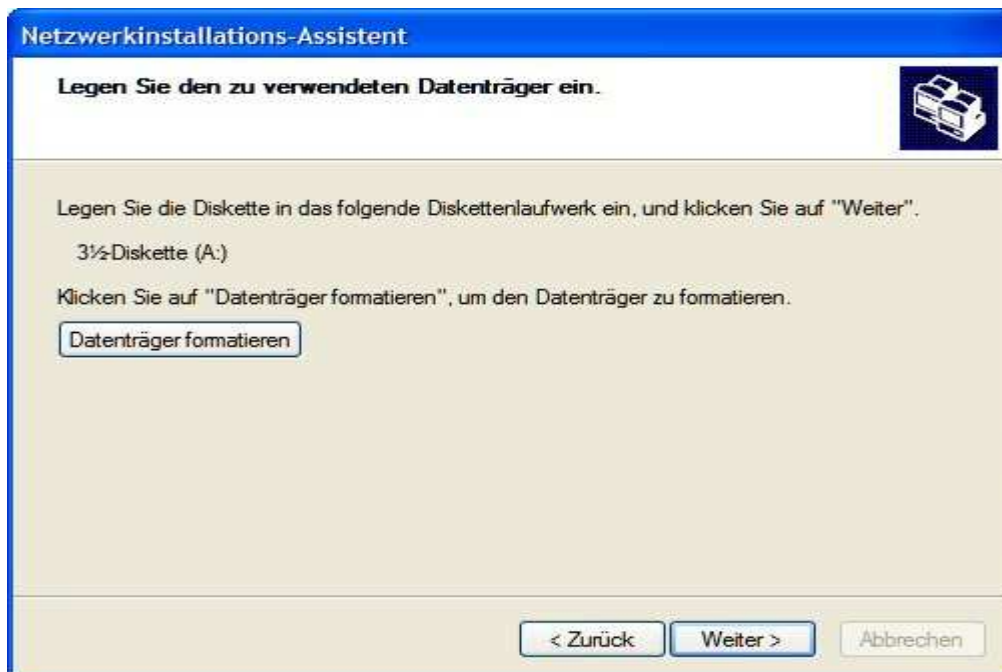 Netzwerkinstallations-Assistent
Legen Sie den zu verwendeten Datenträger ein.
Legen Sie die Diskette in das folgende Diskettenlaufwerk ein, und klicken Sie auf "Weiter".
3½-Diskette (A:)
Klicken Sie auf "Datenträger formatieren", um den Datenträger zu formatieren.
Datenträger formatieren
< Zurück Weiter > Abbrechen